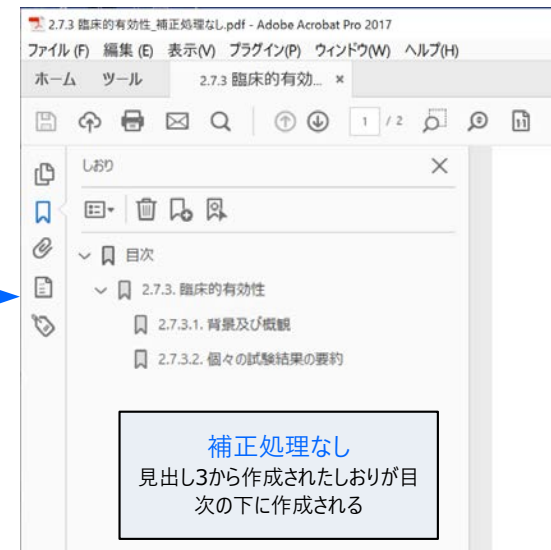 2.7.3 臨床的有効性_補正処理なし.pdf - Adobe Acrobat Pro 2017
ファイル(F) 編集(E) 表示(V) プラグイン(P) ウィンドウ(W) ヘルプ(H)
ホーム ツール 2.7.3 臨床的有効... ×
1 / 2
しおり
目次
2.7.3. 臨床的有効性
2.7.3.1. 背景及び概観
2.7.3.2. 個々の試験結果の要約
補正処理なし
見出し3から作成されたしおりが目
次の下に作成される